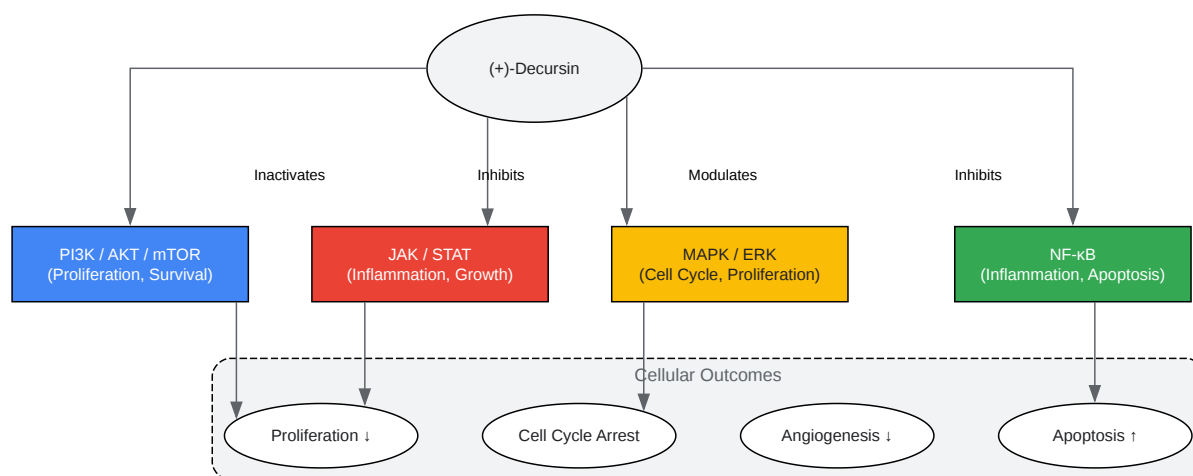 (+)-Decursin
Inactivates
Inhibits
Modulates
Inhibits
PI3K / AKT / mTOR
(Proliferation, Survival)
JAK / STAT
(Inflammation, Growth)
MAPK / ERK
(Cell Cycle, Proliferation)
NF-κB
(Inflammation, Apoptosis)
Cellular Outcomes
Proliferation ↓
Cell Cycle Arrest
Angiogenesis ↓
Apoptosis ↑